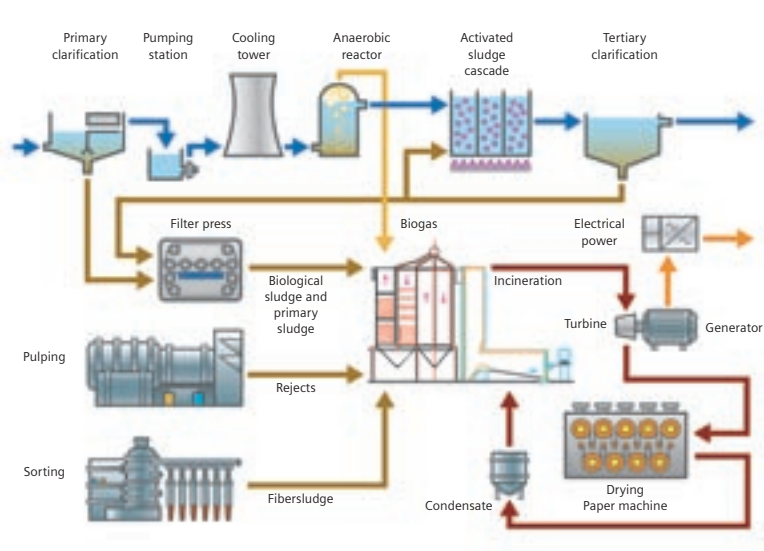 Primary
clarification
Pumping
station
Cooling
tower
Anaerobic
reactor
Activated
sludge
cascade
Tertiary
clarification
Filter press
Biogas
Electrical
power
Biological
sludge and
primary
sludge
Incineration
Turbine
Generator
Pulping
Rejects
Sorting
Fibersludge
Condensate
Drying
Paper machine